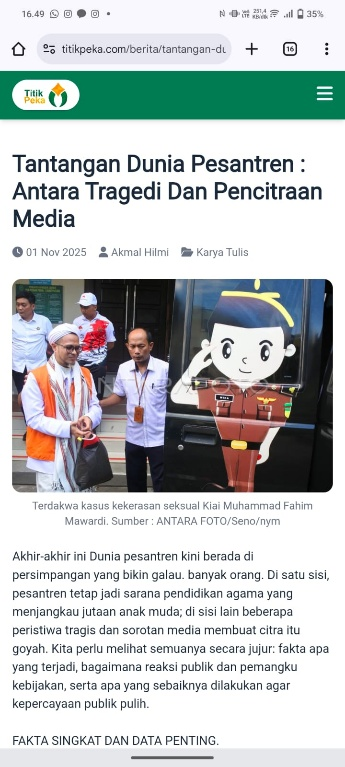 16.49
251,4
KB/dtk
35%
titikpeka.com/berita/tantangan-du
16
Titik
Peka
Tantangan Dunia Pesantren :
Antara Tragedi Dan Pencitraan
Media
01 Nov 2025 Akmal Hilmi Karya Tulis
Terdakwa kasus kekerasan seksual Kiai Muhammad Fahim
Mawardi. Sumber : ANTARA FOTO/Seno/nym
Akhir-akhir ini Dunia pesantren kini berada di
persimpangan yang bikin galau. banyak orang. Di satu sisi,
pesantren tetap jadi sarana pendidikan agama yang
menjangkau jutaan anak muda; di sisi lain beberapa
peristiwa tragis dan sorotan media membuat citra itu
goyah. Kita perlu melihat semuanya secara jujur: fakta apa
yang terjadi, bagaimana reaksi publik dan pemangku
kebijakan, serta apa yang sebaiknya dilakukan agar
kepercayaan publik pulih.
FAKTA SINGKAT DAN DATA PENTING.